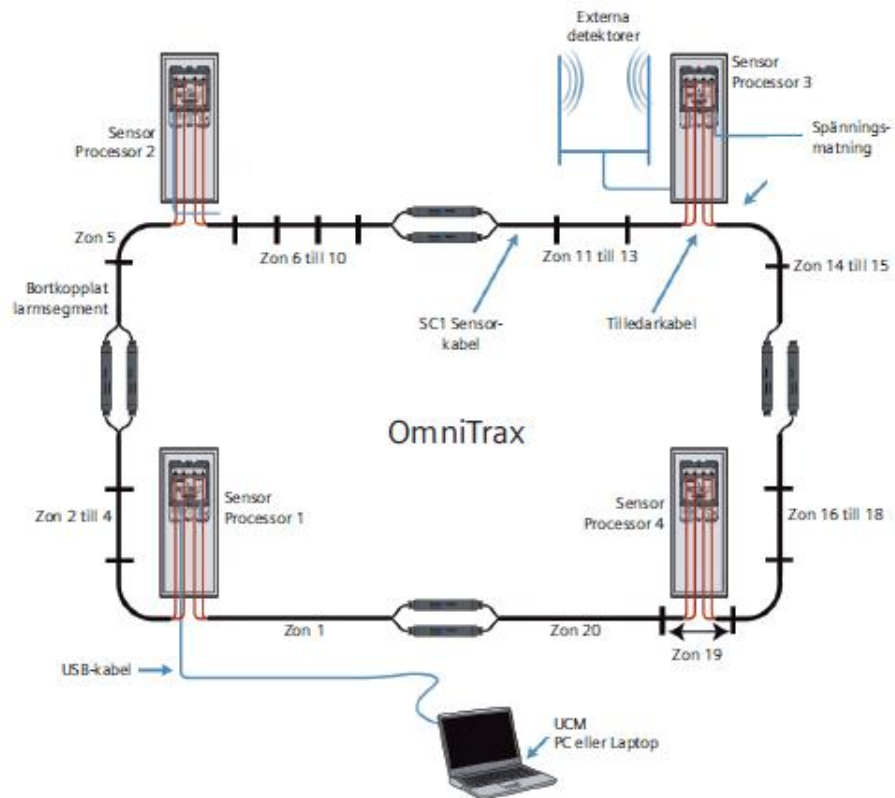 Externa
detektorer
Sensor
Processor 3
Sensor
Processor 2
Spännings-
matning
Zon 5
Zon 6 till 10
Zon 11 till 13
Zon 14 till 15
Bortkopplat
larmsegment
SC1 Sensor-
kabel
Tilledarkabel
OmniTrax
Sensor
Processor 1
Sensor
Processor 4
Zon 2 till 4
Zon 16 till 18
Zon 1
Zon 20
Zon 19
USB-kabel
UCM
PC eller Laptop